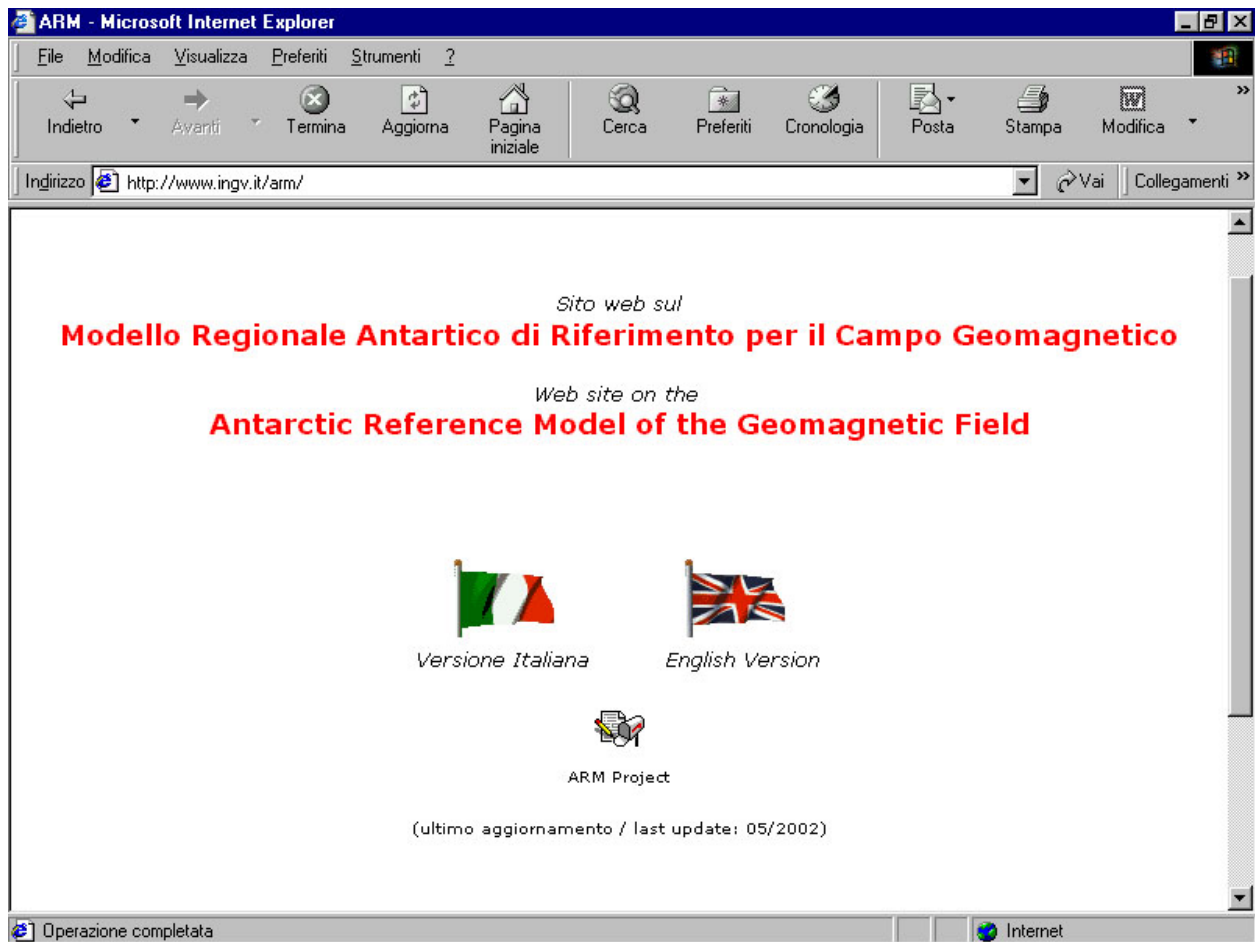 ARM - Microsoft Internet Explorer
File Modifica Visualizza Preferiti Strumenti ?
Indietro Avanti Termina Aggiorna Pagina iniziale Cerca Preferiti Cronologia Posta Stampa Modifica »
Indirizzo http://www.ingv.it/arm/ Vai Collegamenti »
Sito web sul
Modello Regionale Antartico di Riferimento per il Campo Geomagnetico
Web site on the
Antarctic Reference Model of the Geomagnetic Field
Versione Italiana English Version
ARM Project
(ultimo aggiornamento / last update: 05/2002)
Operazione completata Internet